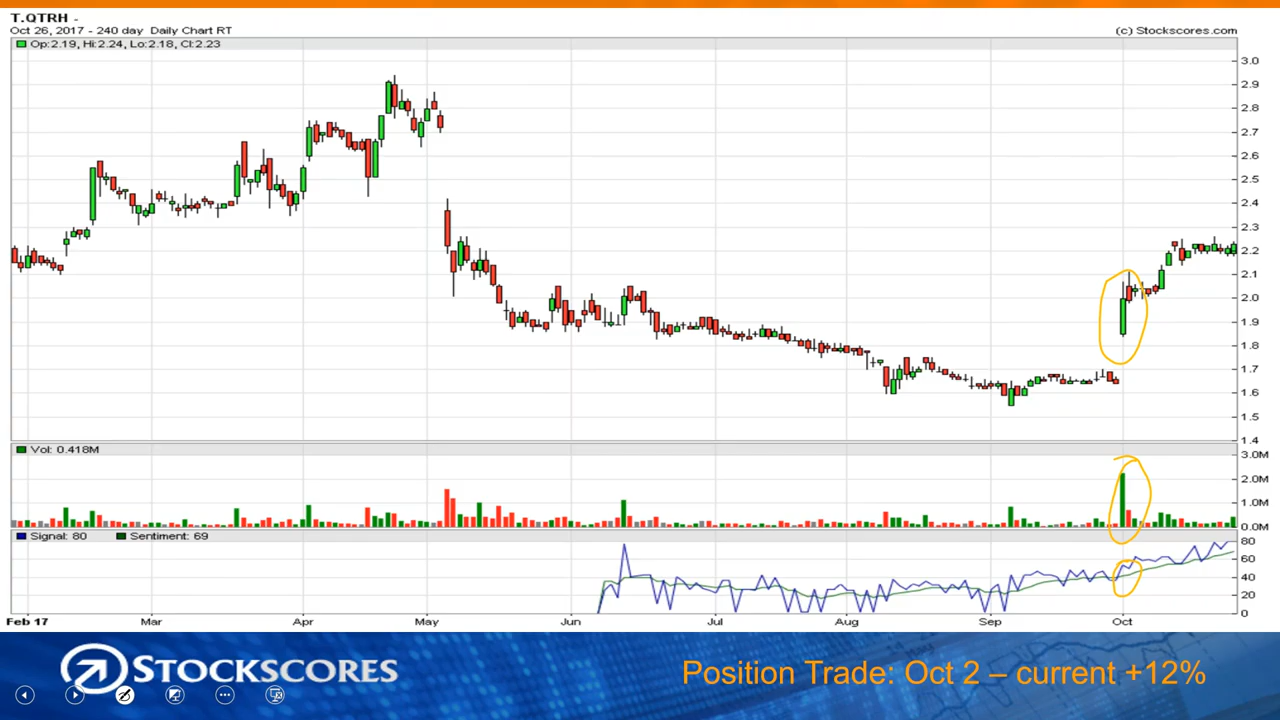 T.QTRH -
Oct 26, 2017 - 240 day Daily Chart RT
(c) Stockscores.com
Op:2.19, Hi:2.24, Lo:2.18, Cl:2.23
3.0
2.9
2.8
2.7
2.6
2.5
2.4
2.3
2.2
2.1
2.0
1.9
1.8
1.7
1.6
1.5
1.4
Vol: 0.418M
3.0M
2.0M
1.0M
0.0M
Signal: 80 Sentiment: 69
80
60
40
20
0
Feb 17 Mar Apr May Jun Jul Aug Sep Oct
STOCKSCORES
Position Trade: Oct 2 – current +12%